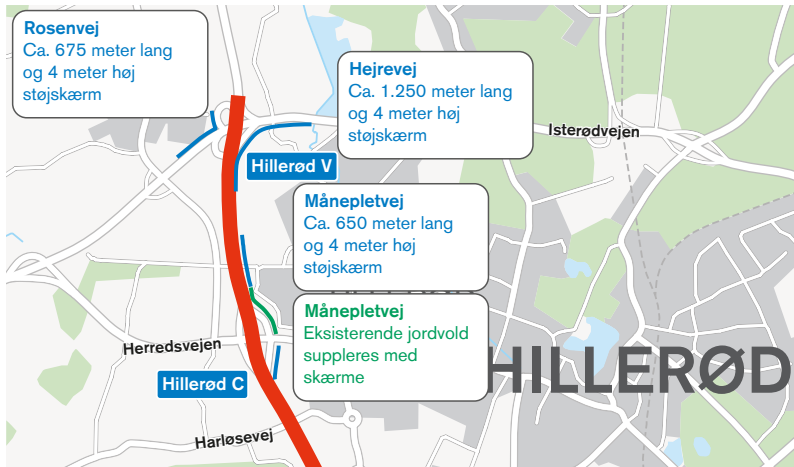 Rosenvej
Ca. 675 meter lang
og 4 meter høj
støjskærm
Hejrevej
Ca. 1.250 meter lang
og 4 meter høj
støjskærm
Isterødvejen
Hillerød V
Månepletvej
Ca. 650 meter lang
og 4 meter høj
støjskærm
Månepletvej
Eksisterende jordvold
suppleres med
skærme
Herredsvejen
HILLERØD
Hillerød C
Harløsevej